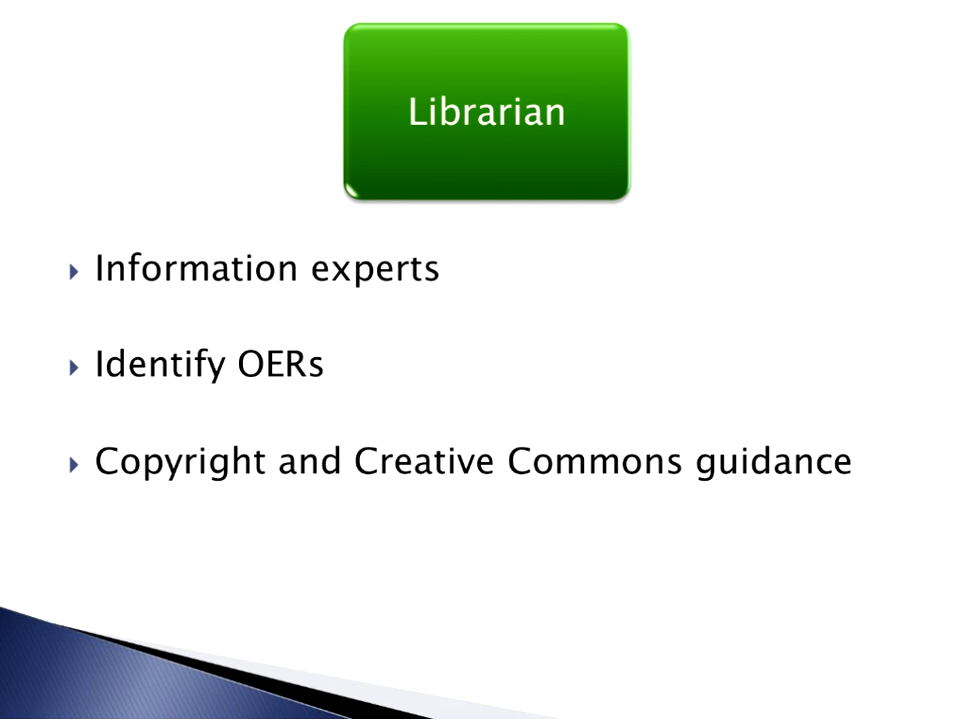 Librarian
Information experts
Identify OERs
Copyright and Creative Commons guidance